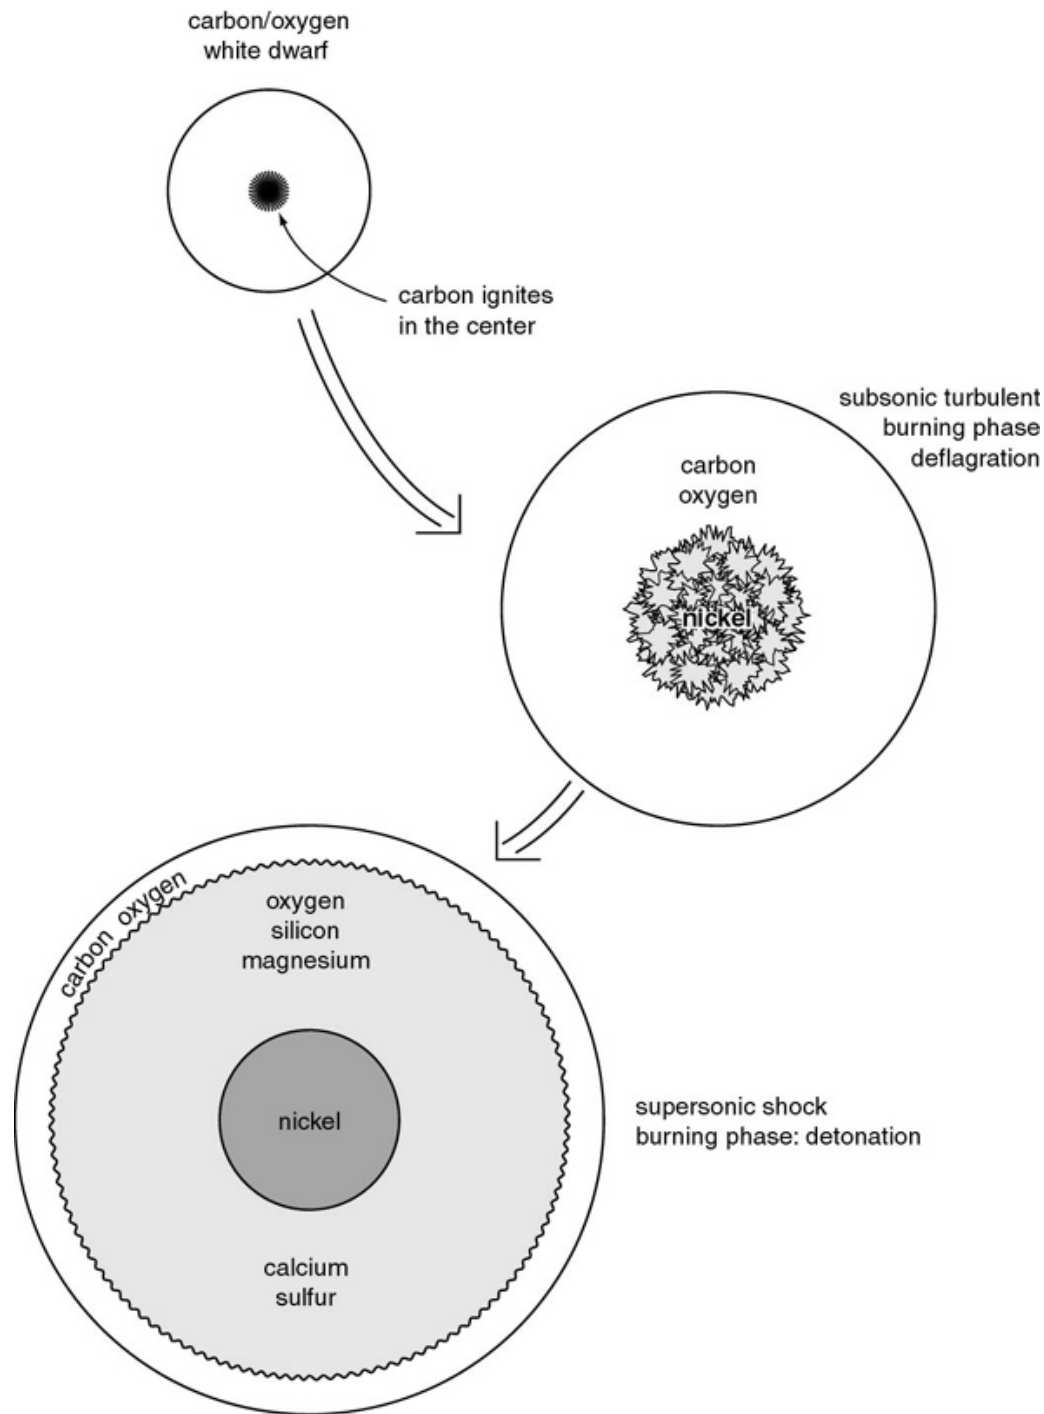 carbon/oxygen
white dwarf
carbon ignites
in the center
subsonic turbulent
burning phase
deflagration
carbon
oxygen
nickel
carbon oxygen
oxygen
silicon
magnesium
nickel
supersonic shock
burning phase: detonation
calcium
sulfur